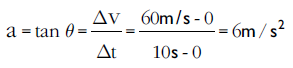 a = tan θ = Δv/Δt = (60m/s - 0)/(10s - 0) = 6m/s²